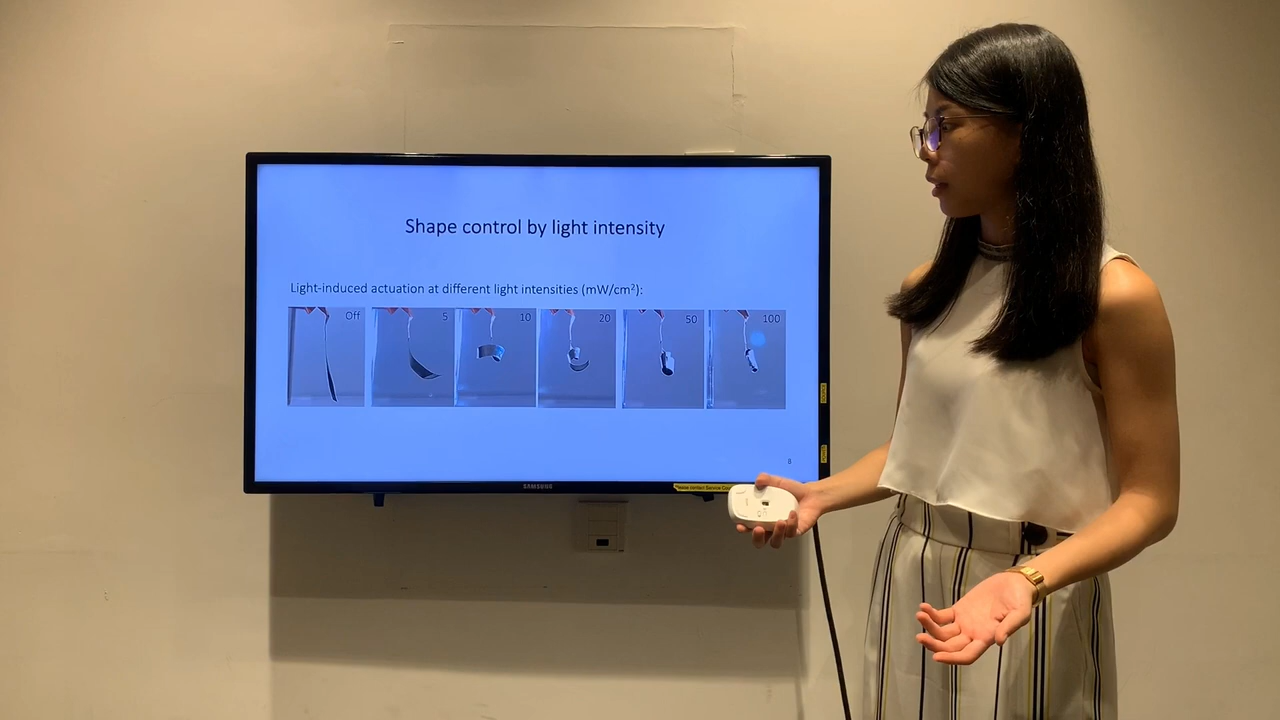 Shape control by light intensity
Light-induced actuation at different light intensities (mW/cm²):
Off 5 10 20 50 100
8
SAMSUNG